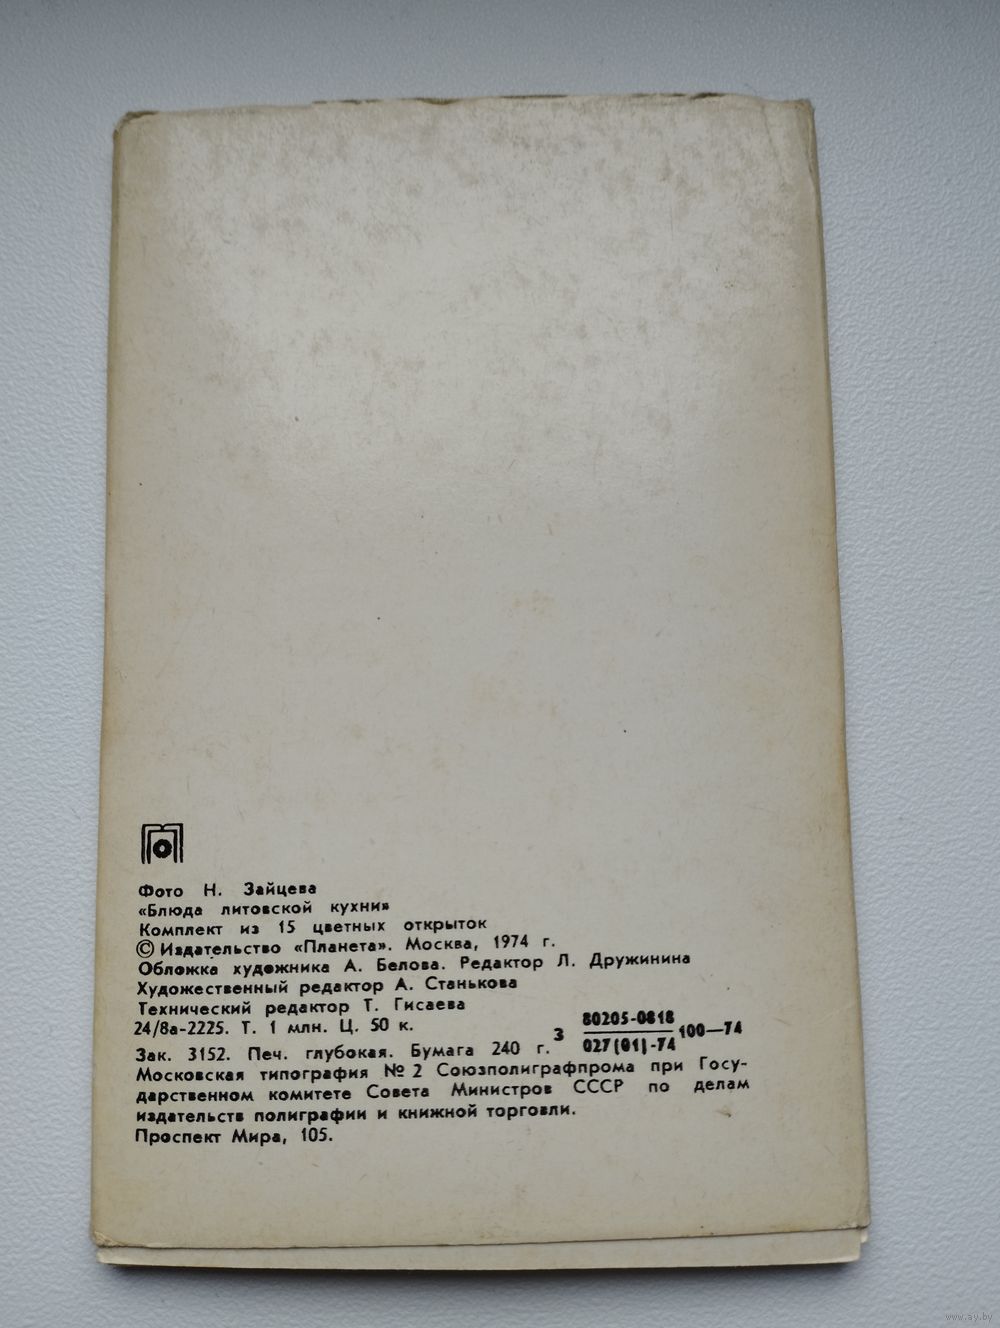 Фото Н. Зайцева
«Блюда литовской кухни»
Комплект из 15 цветных открыток
© Издательство «Планета». Москва, 1974 г.
Обложка художника А. Белова. Редактор Л. Дружинина
Художественный редактор А. Станькова
Технический редактор Т. Гисаева
24/8а-2225. Т. 1 млн. Ц. 50 к.
З 80205-0818 100—74
027(01)-74
Зак. 3152. Печ. глубокая. Бумага 240 г.
Московская типография № 2 Союзполиграфпрома при Госу-
дарственном комитете Совета Министров СССР по делам
издательств полиграфии и книжной торговли.
Проспект Мира, 105.
www.ay.by